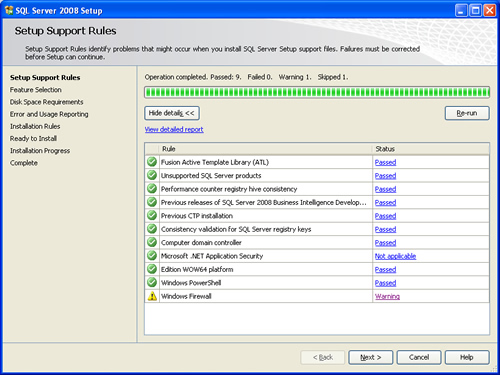 SQL Server 2008 Setup
Setup Support Rules
Setup Support Rules identify problems that might occur when you install SQL Server Setup support files. Failures must be corrected
before Setup can continue.
Setup Support Rules
Feature Selection
Disk Space Requirements
Error and Usage Reporting
Installation Rules
Ready to Install
Installation Progress
Complete
Operation completed. Passed: 9. Failed 0. Warning 1. Skipped 1.
Hide details <<
Re-run
View detailed report
Rule Status
Fusion Active Template Library (ATL) Passed
Unsupported SQL Server products Passed
Performance counter registry hive consistency Passed
Previous releases of SQL Server 2008 Business Intelligence Develop... Passed
Previous CTP installation Passed
Consistency validation for SQL Server registry keys Passed
Computer domain controller Passed
Microsoft .NET Application Security Not applicable
Edition WOW64 platform Passed
Windows PowerShell Passed
Windows Firewall Warning
< Back Next > Cancel Help